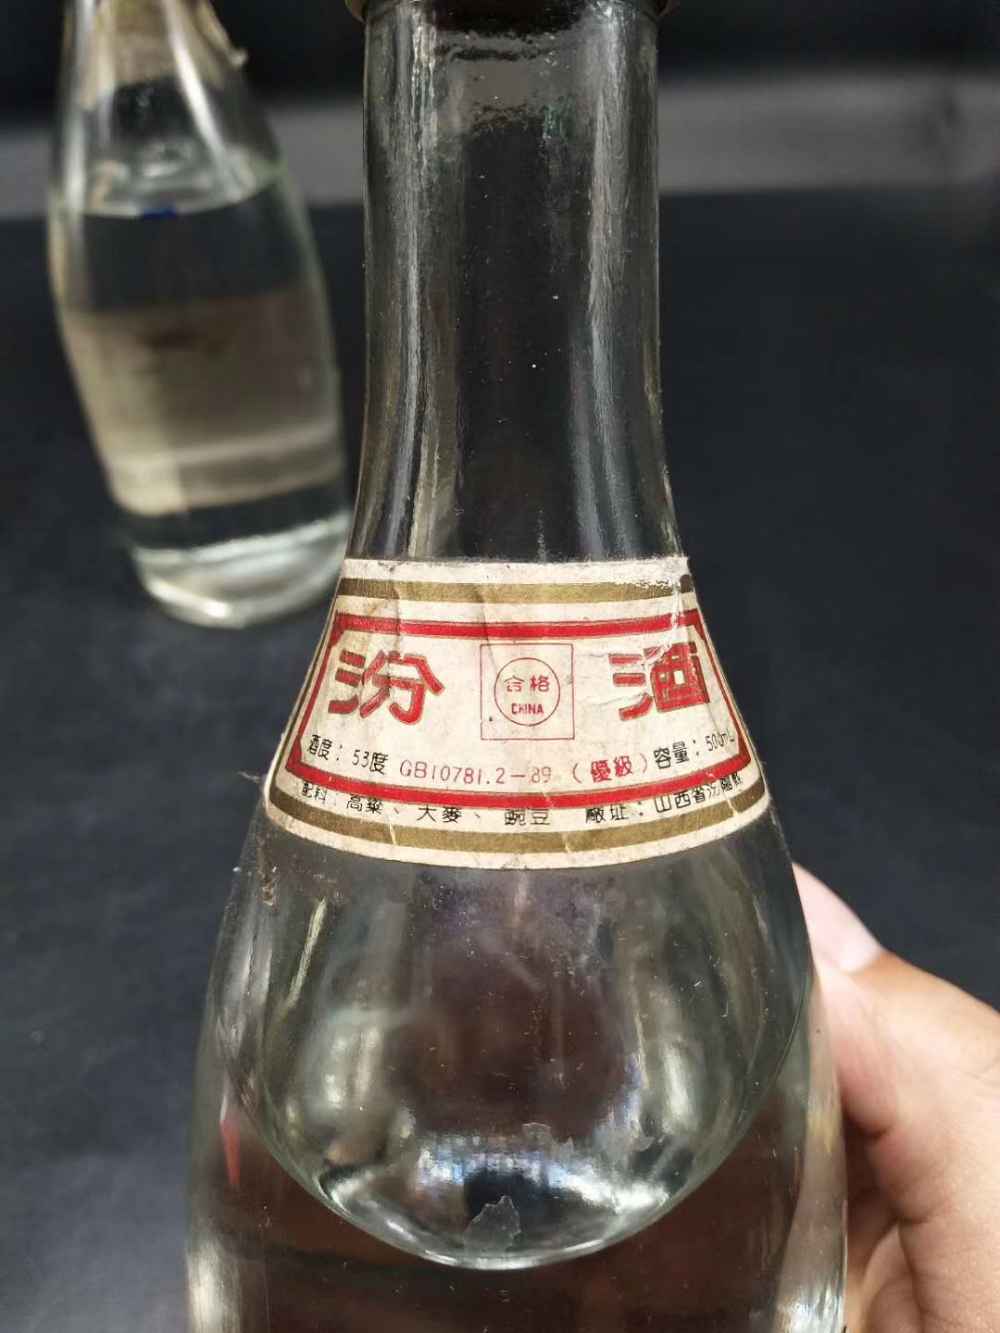 汾 酒
合格
CHINA
酒度：53度 GB10781.2—89（優級）容量：500mL
配料：高粱、大麥、豌豆 廠址：山西省汾陽縣